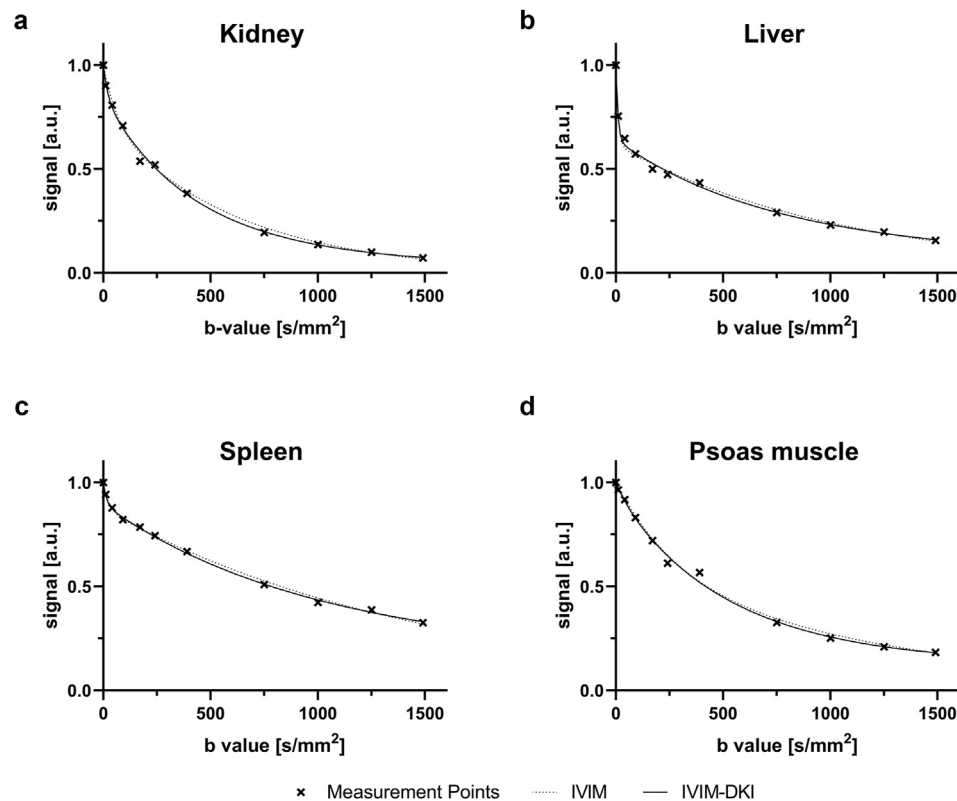 a
Kidney
1.0
0.5
0.0
signal [a.u.]
0 500 1000 1500
b-value [s/mm²]
b
Liver
1.0
0.5
0.0
signal [a.u.]
0 500 1000 1500
b value [s/mm²]
c
Spleen
1.0
0.5
0.0
signal [a.u.]
0 500 1000 1500
b value [s/mm²]
d
Psoas muscle
1.0
0.5
0.0
signal [a.u.]
0 500 1000 1500
b value [s/mm²]
Measurement Points IVIM IVIM-DKI